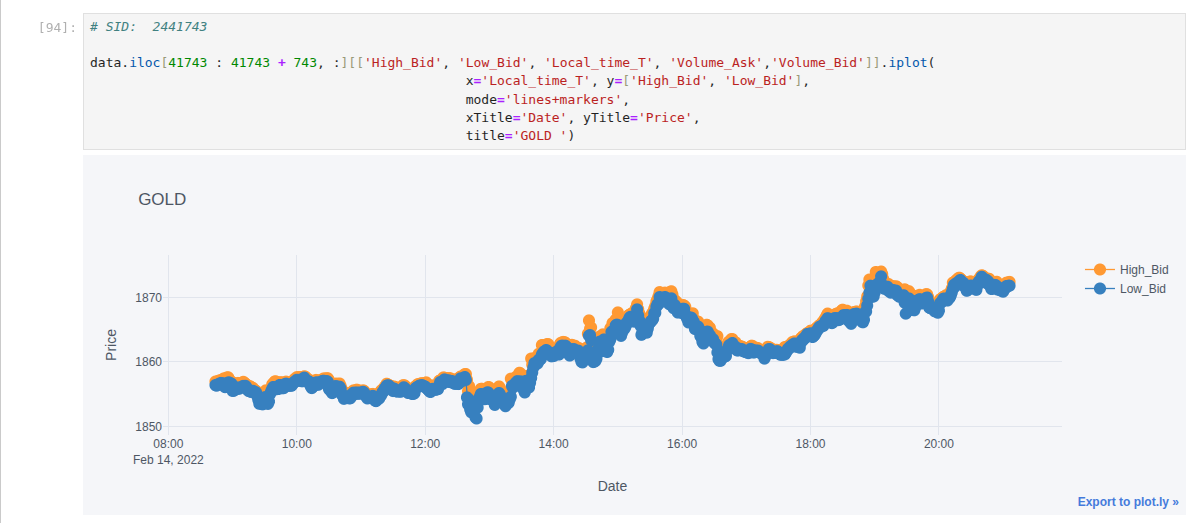 [94]:
# SID:  2441743
data.iloc[41743 : 41743 + 743, :][['High_Bid', 'Low_Bid', 'Local_time_T', 'Volume_Ask','Volume_Bid']].iplot(
x='Local_time_T', y=['High_Bid', 'Low_Bid'],
mode='lines+markers',
xTitle='Date', yTitle='Price',
title='GOLD ')
GOLD
High_Bid
Low_Bid
Price
1870
1860
1850
08:00 10:00 12:00 14:00 16:00 18:00 20:00
Feb 14, 2022
Date
Export to plot.ly »